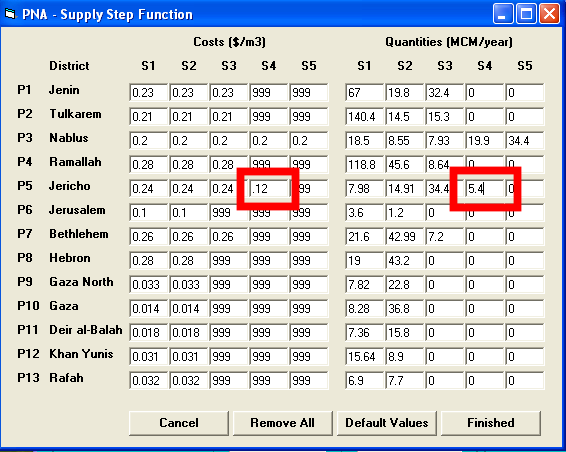 PNA - Supply Step Function
Costs ($/m3) Quantities (MCM/year)
District S1 S2 S3 S4 S5 S1 S2 S3 S4 S5
P1 Jenin 0.23 0.23 0.23 999 999 67 19.8 32.4 0 0
P2 Tulkarem 0.21 0.21 0.21 999 999 140.4 14.5 15.3 0 0
P3 Nablus 0.2 0.2 0.2 0.2 0.2 18.5 8.55 7.93 19.9 34.4
P4 Ramallah 0.28 0.28 0.28 999 999 118.8 45.6 8.64 0 0
P5 Jericho 0.24 0.24 0.24 .12 999 7.98 14.91 34.4 5.4 0
P6 Jerusalem 0.1 0.1 999 999 999 3.6 1.2 0 0 0
P7 Bethlehem 0.26 0.26 0.26 999 999 21.6 42.99 7.2 0 0
P8 Hebron 0.28 0.28 999 999 999 19 43.2 0 0 0
P9 Gaza North 0.033 0.033 999 999 999 7.82 22.8 0 0 0
P10 Gaza 0.014 0.014 999 999 999 8.28 36.8 0 0 0
P11 Deir al-Balah 0.018 0.018 999 999 999 7.36 15.8 0 0 0
P12 Khan Yunis 0.031 0.031 999 999 999 15.64 8.9 0 0 0
P13 Rafah 0.032 0.032 999 999 999 6.9 7.7 0 0 0
Cancel Remove All Default Values Finished